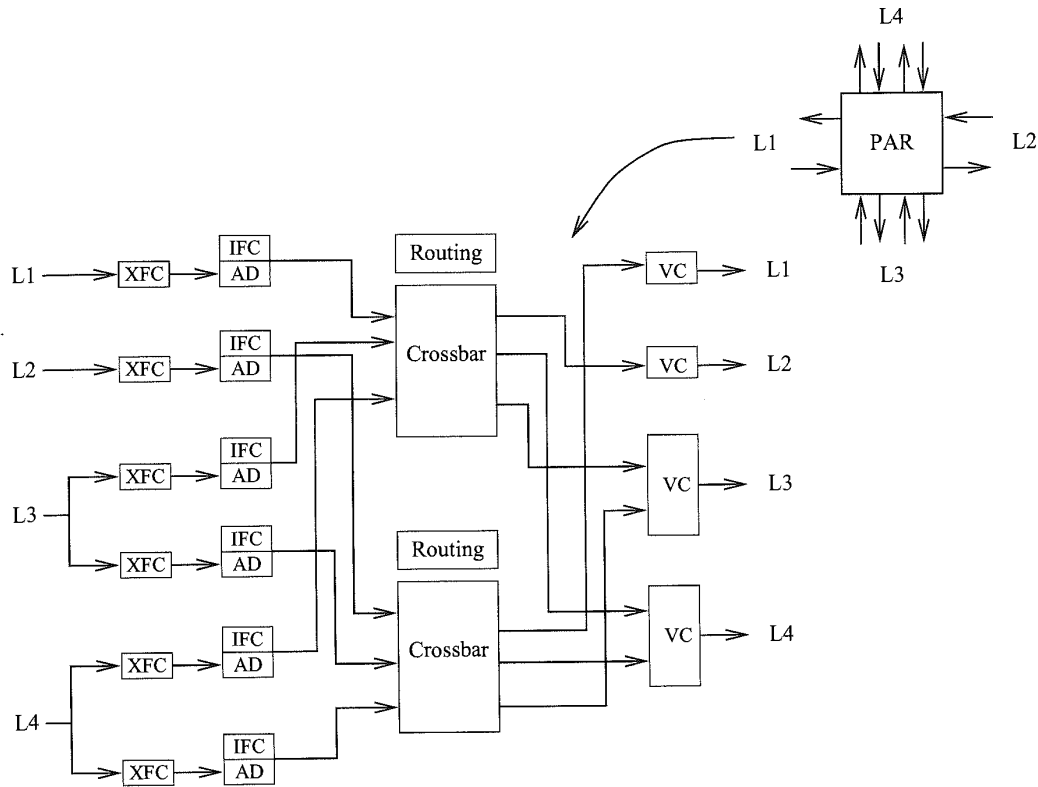 L4
L1
PAR
L2
L3
L1
XFC
IFC
AD
Routing
Crossbar
VC
L1
L2
XFC
IFC
AD
VC
L2
L3
XFC
IFC
AD
XFC
IFC
AD
VC
L3
Routing
Crossbar
L4
XFC
IFC
AD
XFC
IFC
AD
VC
L4